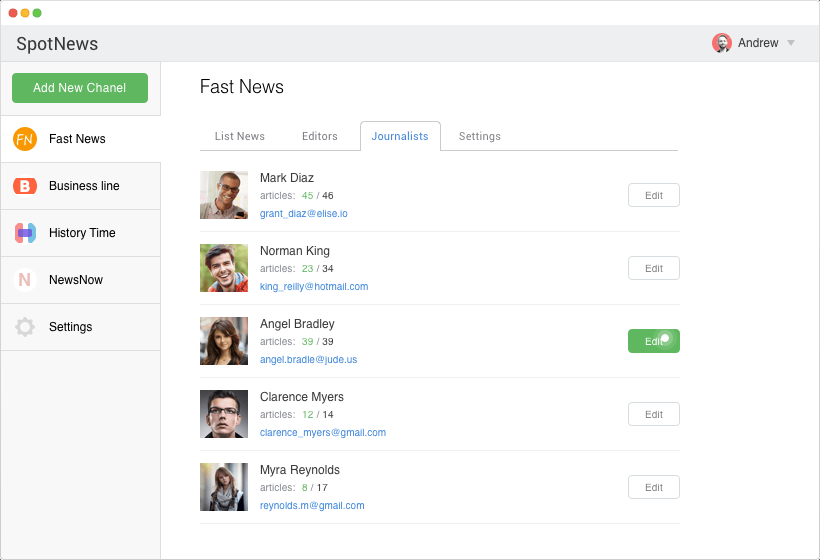 SpotNews
Andrew
Add New Chanel
FN Fast News
B Business line
History Time
N NewsNow
Settings
Fast News
List News Editors Journalists Settings
Mark Diaz
articles: 45 / 46
grant_diaz@elise.io
Edit
Norman King
articles: 23 / 34
king_reilly@hotmail.com
Edit
Angel Bradley
articles: 39 / 39
angel.bradle@jude.us
Edit
Clarence Myers
articles: 12 / 14
clarence_myers@gmail.com
Edit
Myra Reynolds
articles: 8 / 17
reynolds.m@gmail.com
Edit